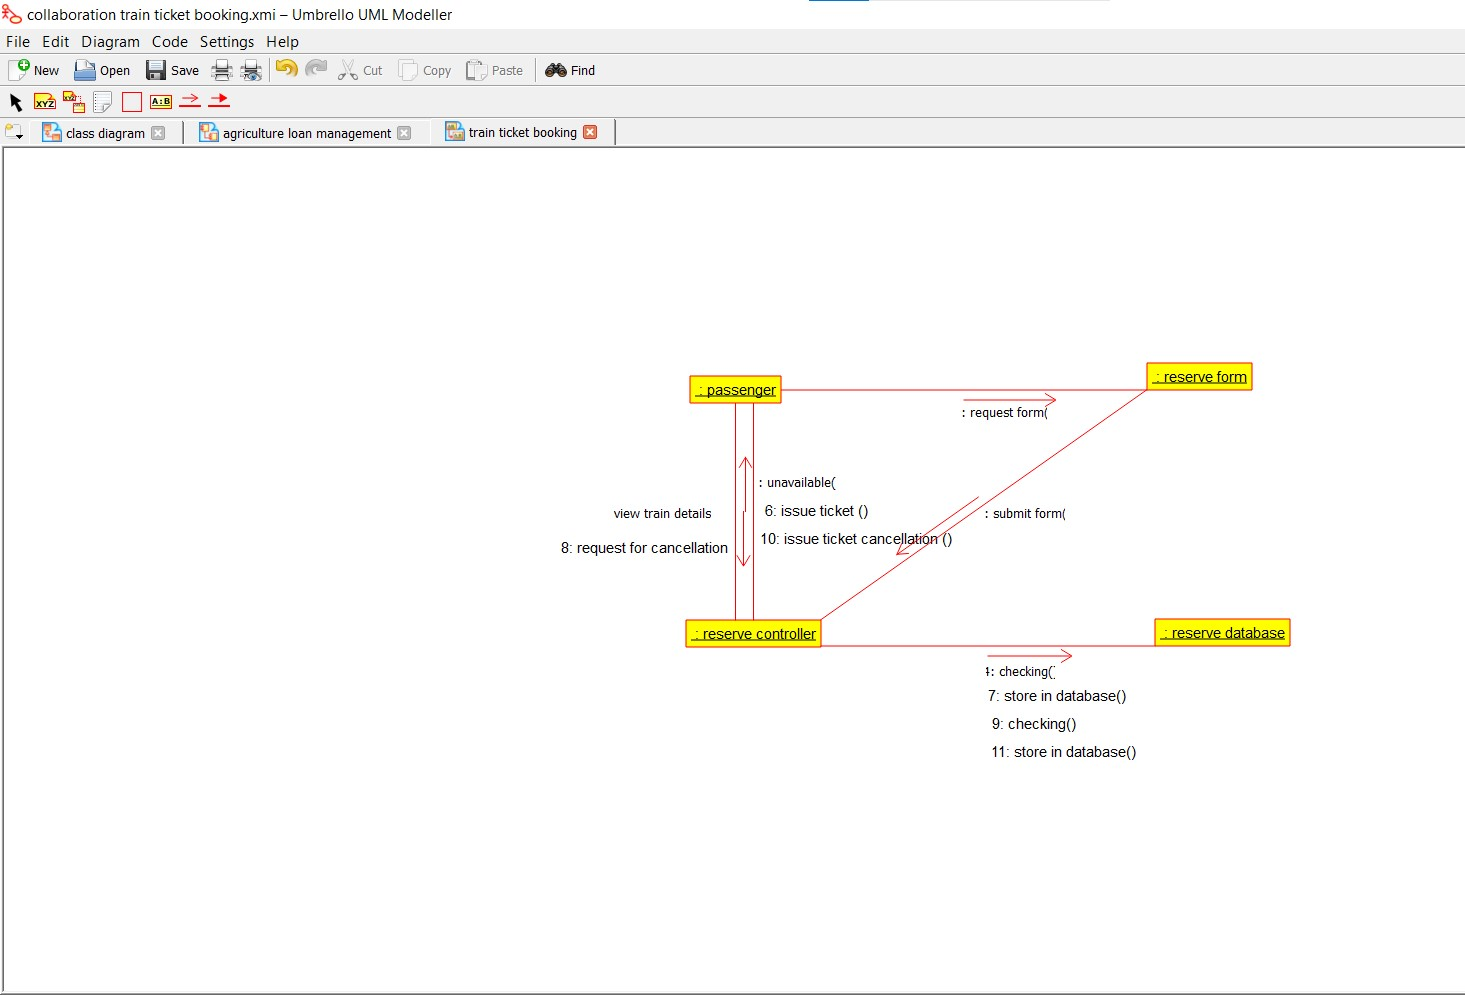 collaboration train ticket booking.xmi – Umbrello UML Modeller
File Edit Diagram Code Settings Help
New Open Save Cut Copy Paste Find
XYZ XYZ A:B
class diagram agriculture loan management train ticket booking
: passenger
: reserve form
: request form(
: unavailable(
view train details
6: issue ticket ()
: submit form(
8: request for cancellation
10: issue ticket cancellation ()
: reserve controller
: reserve database
4: checking()
7: store in database()
9: checking()
11: store in database()